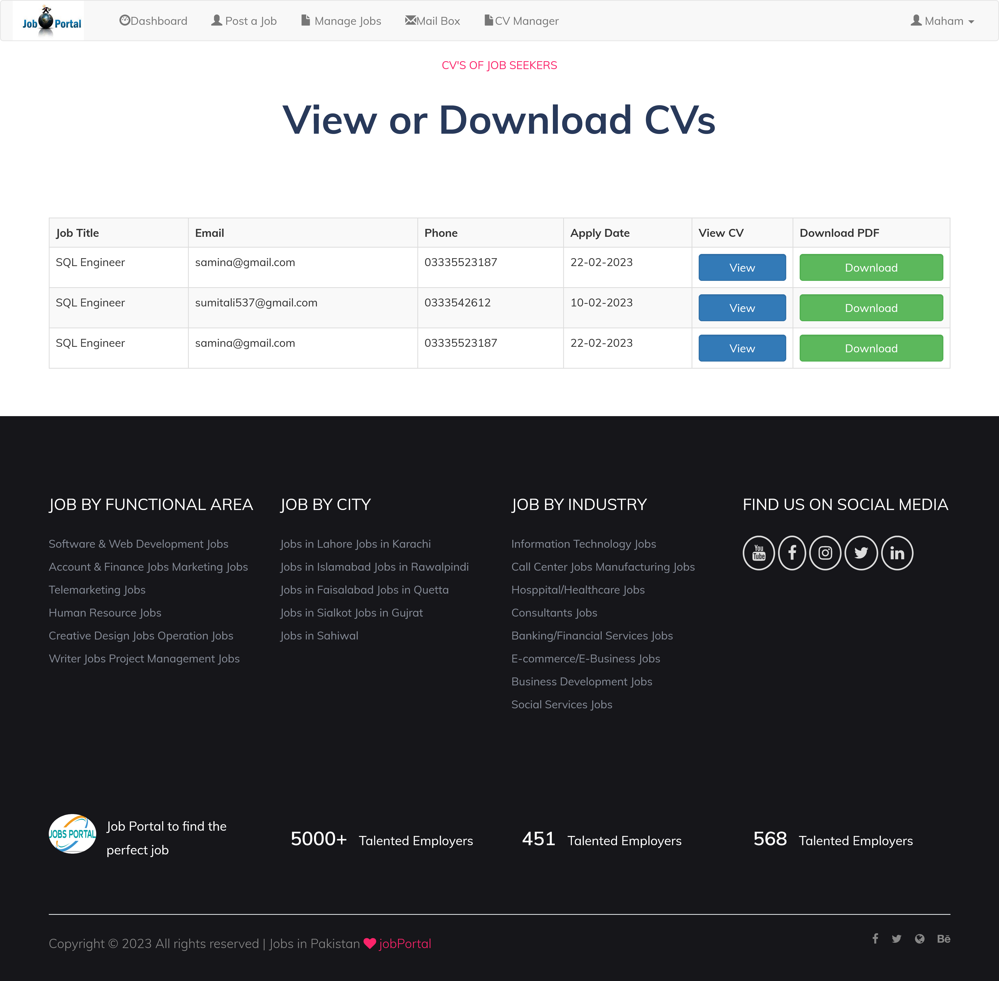 Job Portal
Dashboard Post a Job Manage Jobs Mail Box CV Manager Maham
CV'S OF JOB SEEKERS
View or Download CVs
Job Title Email Phone Apply Date View CV Download PDF
SQL Engineer samina@gmail.com 03335523187 22-02-2023 View Download
SQL Engineer sumitali537@gmail.com 0333542612 10-02-2023 View Download
SQL Engineer samina@gmail.com 03335523187 22-02-2023 View Download
JOB BY FUNCTIONAL AREA
Software & Web Development Jobs
Account & Finance Jobs Marketing Jobs
Telemarketing Jobs
Human Resource Jobs
Creative Design Jobs Operation Jobs
Writer Jobs Project Management Jobs
JOB BY CITY
Jobs in Lahore Jobs in Karachi
Jobs in Islamabad Jobs in Rawalpindi
Jobs in Faisalabad Jobs in Quetta
Jobs in Sialkot Jobs in Gujrat
Jobs in Sahiwal
JOB BY INDUSTRY
Information Technology Jobs
Call Center Jobs Manufacturing Jobs
Hosppital/Healthcare Jobs
Consultants Jobs
Banking/Financial Services Jobs
E-commerce/E-Business Jobs
Business Development Jobs
Social Services Jobs
FIND US ON SOCIAL MEDIA
You
Tube
JOBS PORTAL
Job Portal to find the
perfect job
5000+ Talented Employers
451 Talented Employers
568 Talented Employers
Copyright © 2023 All rights reserved | Jobs in Pakistan jobPortal
Bē